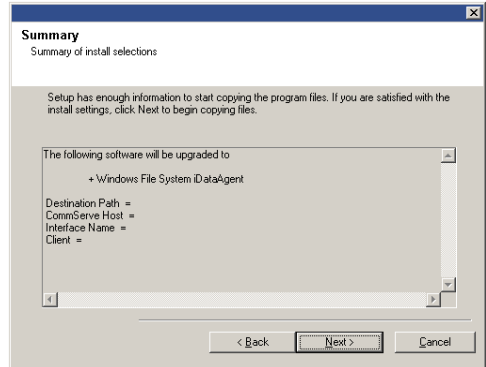 Summary
Summary of install selections
Setup has enough information to start copying the program files. If you are satisfied with the
install settings, click Next to begin copying files.
The following software will be upgraded to
+ Windows File System iDataAgent
Destination Path =
CommServe Host =
Interface Name =
Client =
< Back
Next >
Cancel